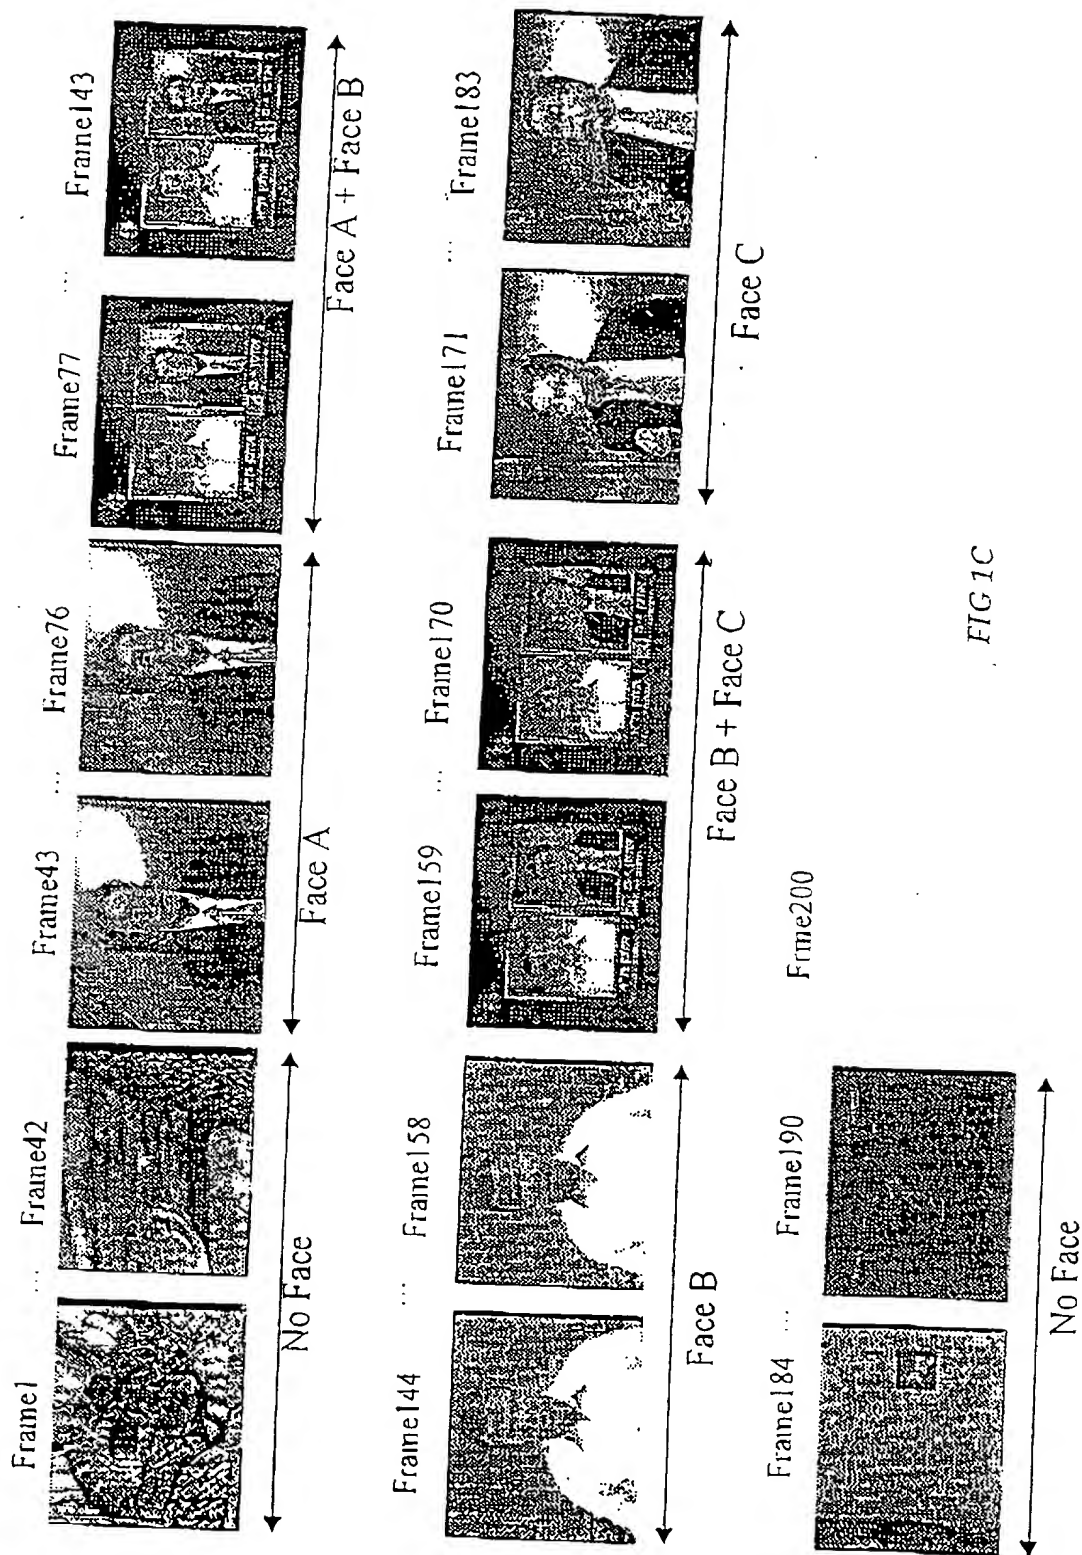 Frame1 ... Frame42 Frame43 ... Frame76 Frame77 ... Frame143
No Face Face A Face A + Face B
Frame144 ... Frame158 Frame159 ... Frame170 Frame171 ... Frame183
Face B Face B + Face C Face C
Frame184 ... Frame190 Frme200
No Face
FIG 1C